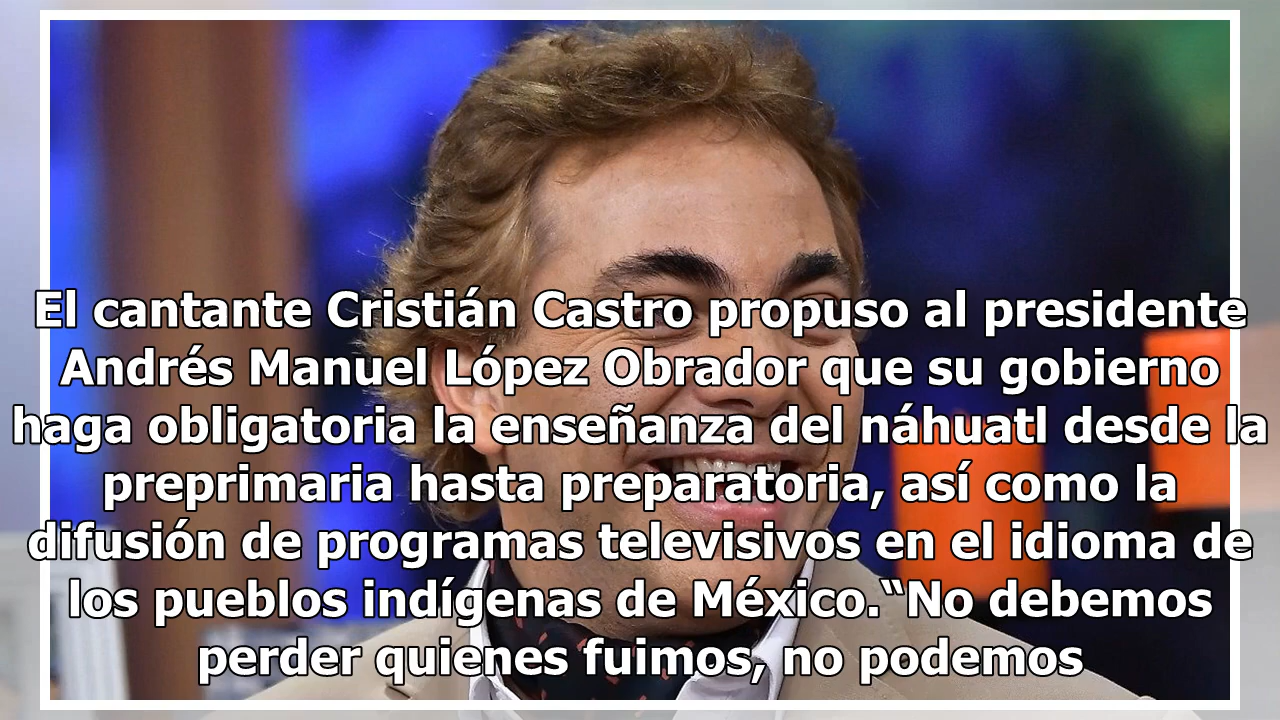 El cantante Cristián Castro propuso al presidente
Andrés Manuel López Obrador que su gobierno
haga obligatoria la enseñanza del náhuatl desde la
preprimaria hasta preparatoria, así como la
difusión de programas televisivos en el idioma de
los pueblos indígenas de México.“No debemos
perder quienes fuimos, no podemos